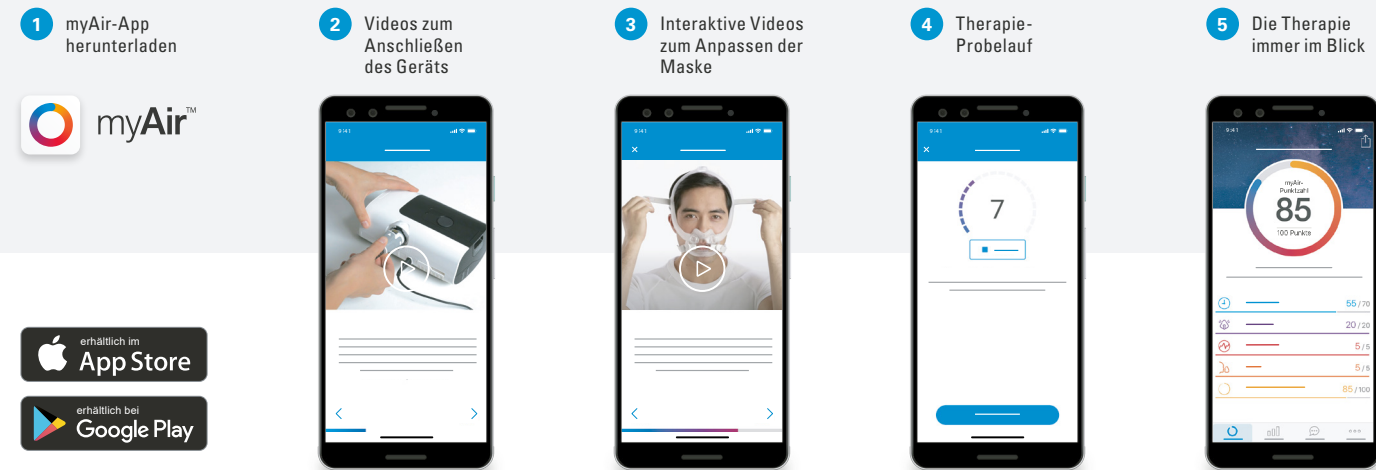 1
myAir-App
herunterladen
myAir™
erhältlich im
App Store
erhältlich bei
Google Play
2
Videos zum
Anschließen
des Geräts
9:41
3
Interaktive Videos
zum Anpassen der
Maske
9:41
4
Therapie-
Probelauf
9:41
7
5
Die Therapie
immer im Blick
9:41
myAir-
Punktzahl
85
100 Punkte
55/70
20/20
5/5
5/5
85/100